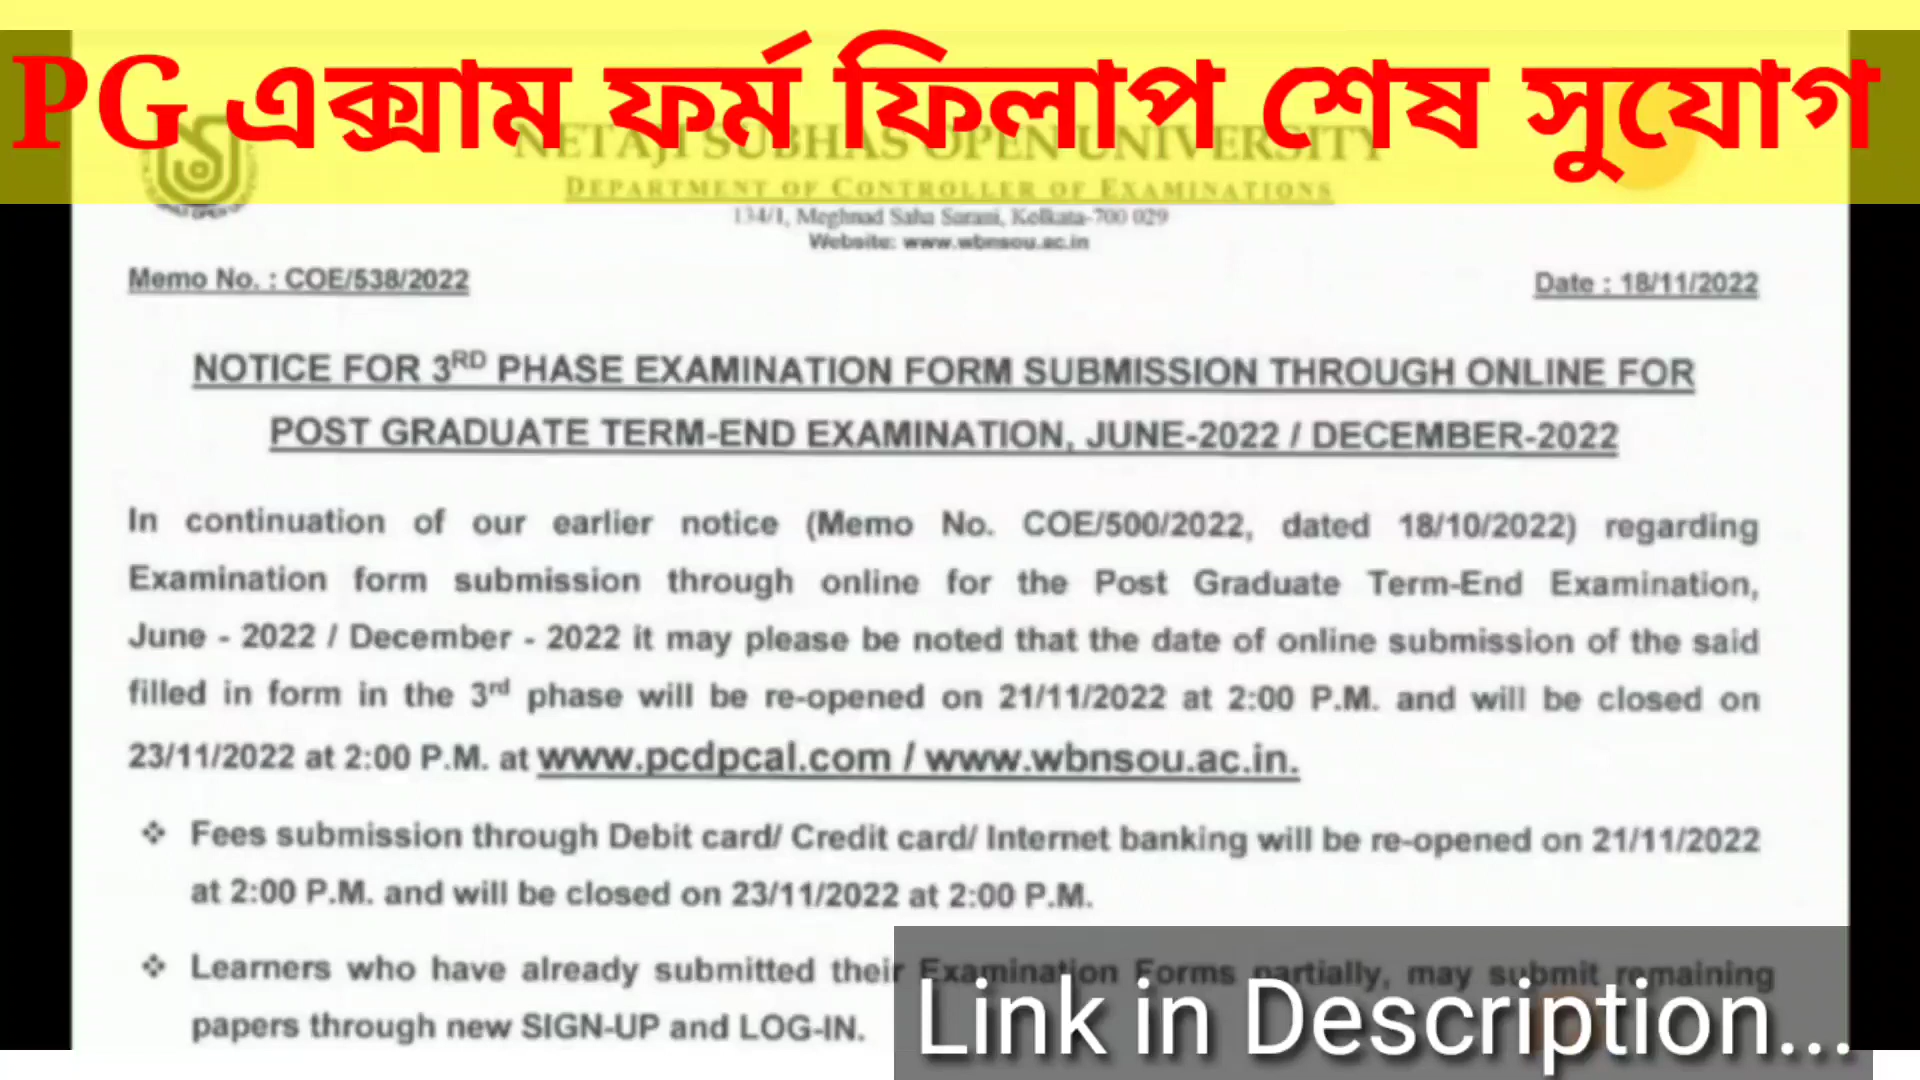 PG এক্সাম ফর্ম ফিলাপ শেষ সুযোগ
NETAJI SUBHAS OPEN UNIVERSITY
DEPARTMENT OF CONTROLLER OF EXAMINATIONS
134/1, Meghnad Saha Sarani, Kolkata-700 029
Website: www.wbnsou.ac.in
Memo No. : COE/538/2022
Date : 18/11/2022
NOTICE FOR 3RD PHASE EXAMINATION FORM SUBMISSION THROUGH ONLINE FOR
POST GRADUATE TERM-END EXAMINATION, JUNE-2022 / DECEMBER-2022
In continuation of our earlier notice (Memo No. COE/500/2022, dated 18/10/2022) regarding
Examination form submission through online for the Post Graduate Term-End Examination,
June - 2022 / December - 2022 it may please be noted that the date of online submission of the said
filled in form in the 3rd phase will be re-opened on 21/11/2022 at 2:00 P.M. and will be closed on
23/11/2022 at 2:00 P.M. at www.pcdpcal.com / www.wbnsou.ac.in.
❖ Fees submission through Debit card/ Credit card/ Internet banking will be re-opened on 21/11/2022
at 2:00 P.M. and will be closed on 23/11/2022 at 2:00 P.M.
❖ Learners who have already submitted their Examination Forms partially, may submit remaining
papers through new SIGN-UP and LOG-IN.
Link in Description...